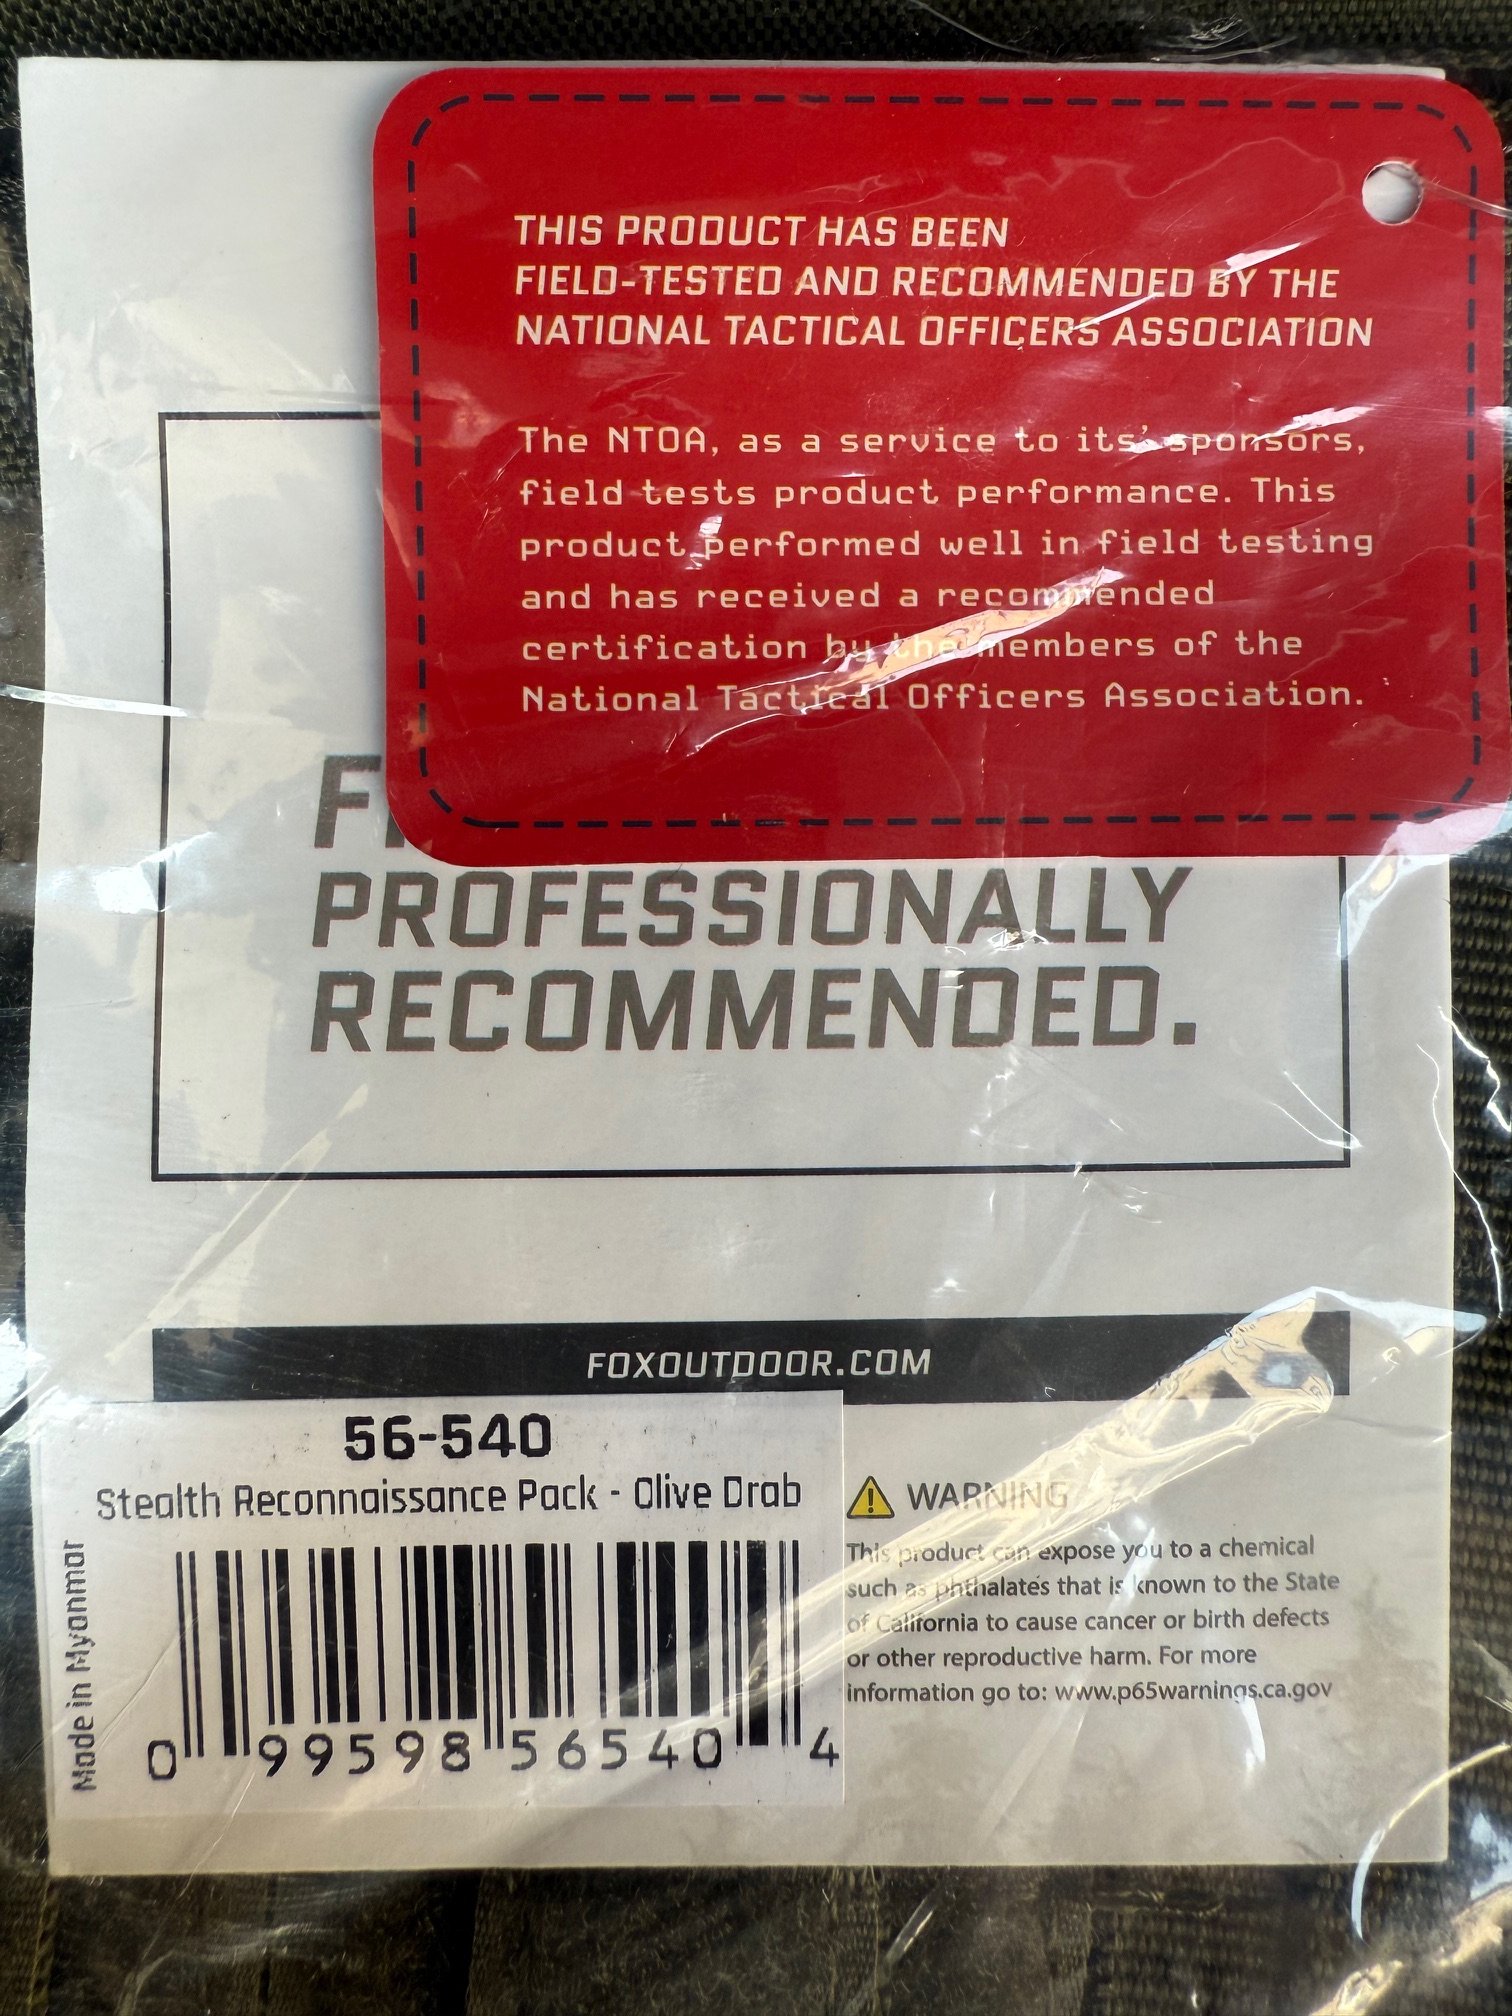 THIS PRODUCT HAS BEEN
FIELD-TESTED AND RECOMMENDED BY THE
NATIONAL TACTICAL OFFICERS ASSOCIATION
The NTOA, as a service to its' sponsors,
field tests product performance. This
product performed well in field testing
and has received a recommended
certification by the members of the
National Tactical Officers Association.
PROFESSIONALLY
RECOMMENDED.
FOXOUTDOOR.COM
56-540
Stealth Reconnaissance Pack - Olive Drab
Made in Myanmar
0 99598 56540 4
WARNING
This product can expose you to a chemical
such as phthalates that is known to the State
of California to cause cancer or birth defects
or other reproductive harm. For more
information go to: www.p65warnings.ca.gov